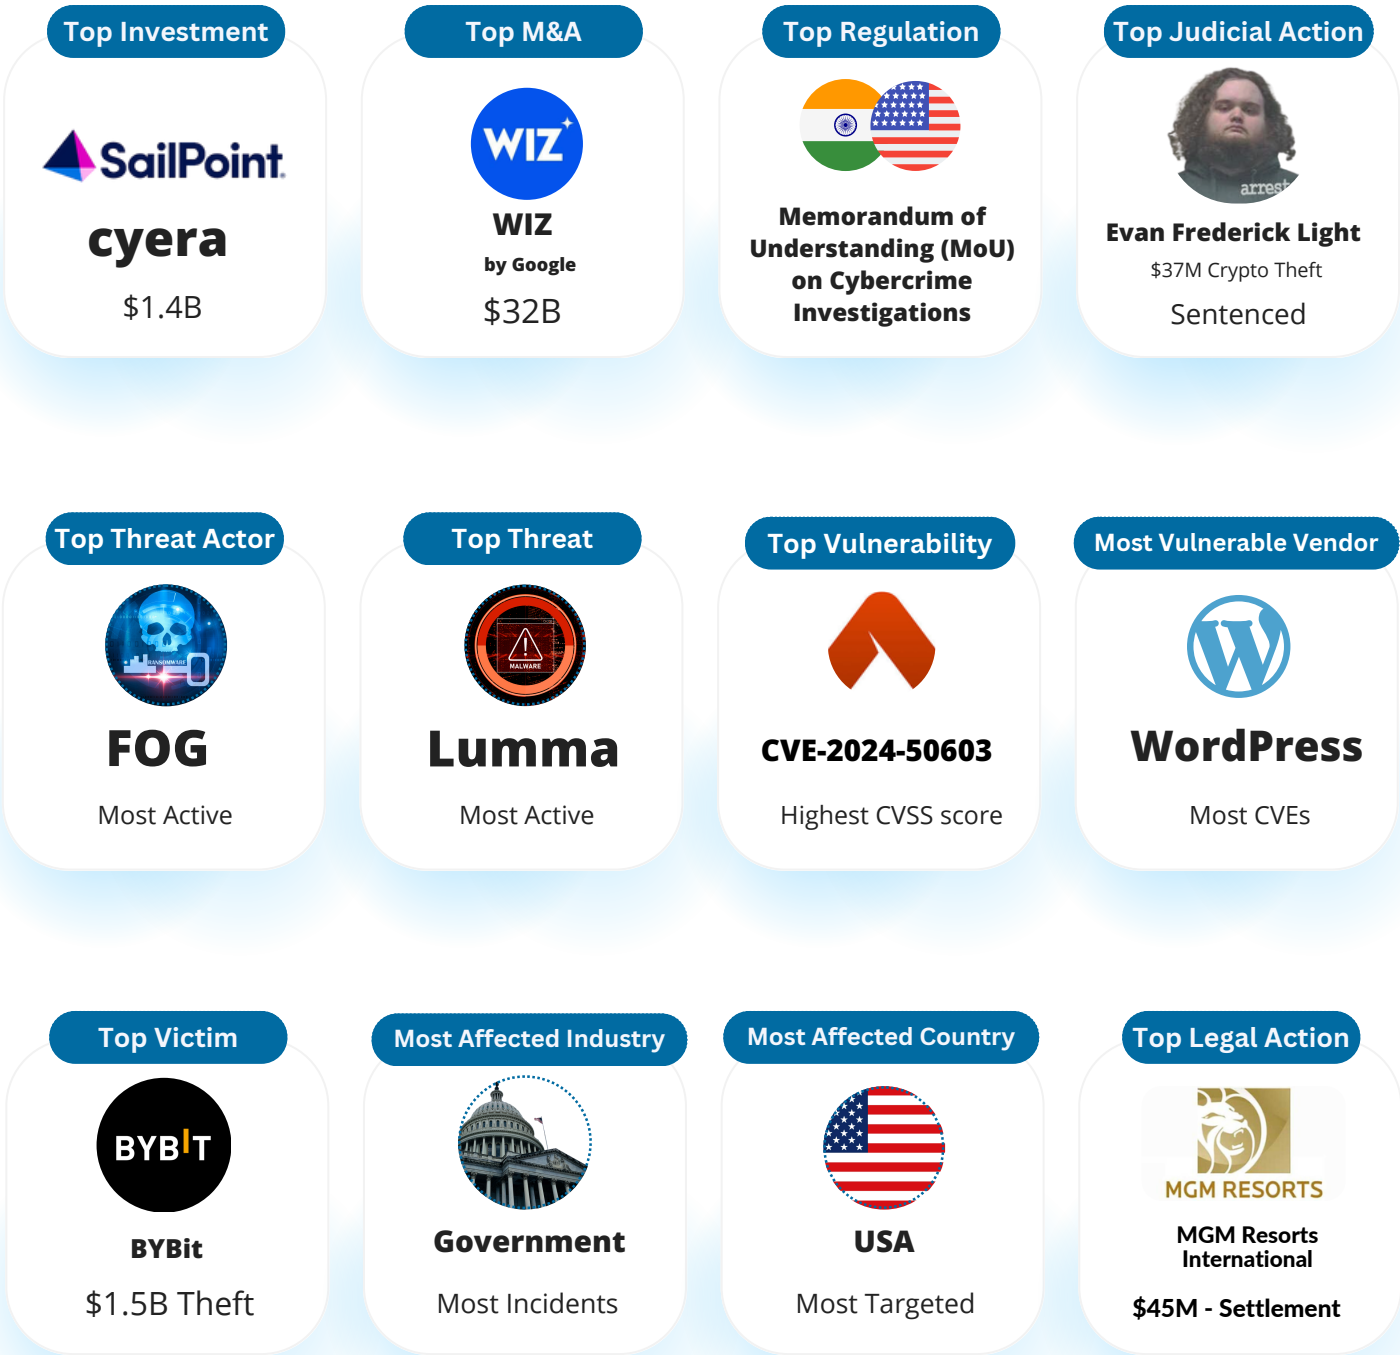 Top Investment
SailPoint.
cyera
$1.4B
Top M&A
WIZ
WIZ
by Google
$32B
Top Regulation
Memorandum of
Understanding (MoU)
on Cybercrime
Investigations
Top Judicial Action
arrest
Evan Frederick Light
$37M Crypto Theft
Sentenced
Top Threat Actor
RANSOMWARE
FOG
Most Active
Top Threat
MALWARE
Lumma
Most Active
Top Vulnerability
CVE-2024-50603
Highest CVSS score
Most Vulnerable Vendor
WordPress
Most CVEs
Top Victim
BYBIT
BYBit
$1.5B Theft
Most Affected Industry
Government
Most Incidents
Most Affected Country
USA
Most Targeted
Top Legal Action
MGM RESORTS
MGM Resorts
International
$45M - Settlement